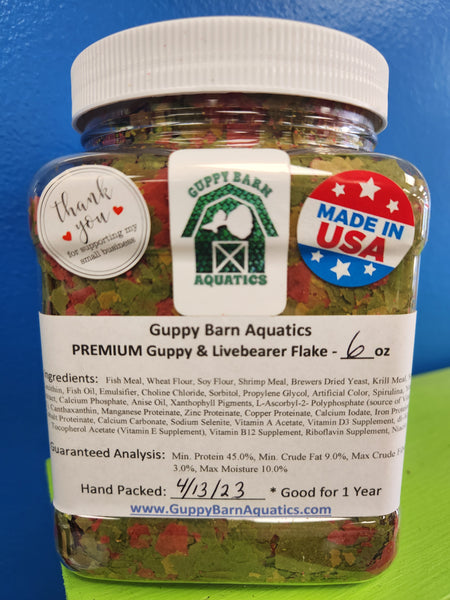 GUPPY BARN
AQUATICS
thank
you
for supporting my
small business
MADE IN
USA
Guppy Barn Aquatics
PREMIUM Guppy & Livebearer Flake - 6 oz
Ingredients: Fish Meal, Wheat Flour, Soy Flour, Shrimp Meal, Brewers Dried Yeast, Krill Meal,
Fish Oil, Emulsifier, Choline Chloride, Sorbitol, Propylene Glycol, Artificial Color, Spirulina,
Calcium Phosphate, Anise Oil, Xanthophyll Pigments, L-Ascorbyl-2- Polyphosphate (source of
Canthaxanthin, Manganese Proteinate, Zinc Proteinate, Copper Proteinate, Calcium Iodate, Iron
Proteinate, Calcium Carbonate, Sodium Selenite, Vitamin A Acetate, Vitamin D3 Supplement,
Tocopherol Acetate (Vitamin E Supplement), Vitamin B12 Supplement, Riboflavin Supplement,
Guaranteed Analysis: Min. Protein 45.0%, Min. Crude Fat 9.0%, Max Crude
3.0%, Max Moisture 10.0%
Hand Packed: 4/13/23 * Good for 1 Year
www.GuppyBarnAquatics.com